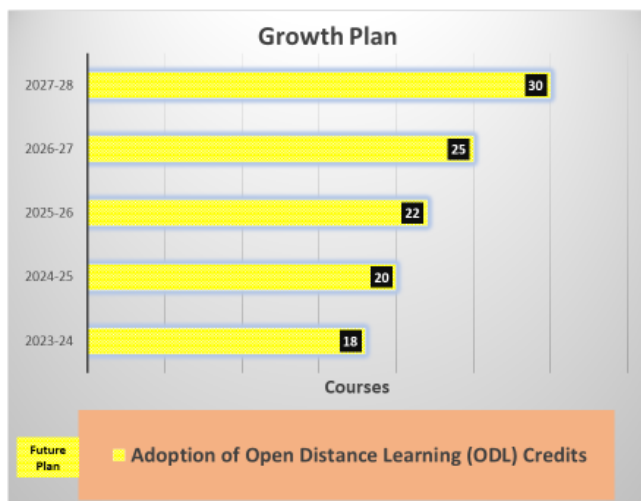 Growth Plan
2027-28
30
2026-27
25
2025-26
22
2024-25
20
2023-24
18
Courses
Future
Plan
Adoption of Open Distance Learning (ODL) Credits